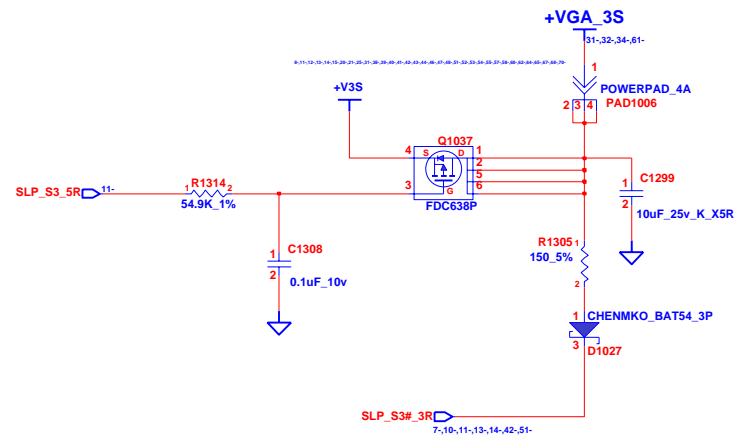 +VGA_3S
31-,32-,34-,61-
1
POWERPAD_4A
2 3 4
PAD1006
+V3S
Q1037
4 S D 1
2
5
3 G 6
FDC638P
SLP_S3_5R 11-
1 R1314 2
54.9K_1%
1 C1299
2
10uF_25v_K_X5R
1 C1308
2
0.1uF_10v
R1305 1
150_5%
2
1 CHENMKO_BAT54_3P
3 D1027
SLP_S3#_3R
7-,10-,11-,13-,14-,42-,51-